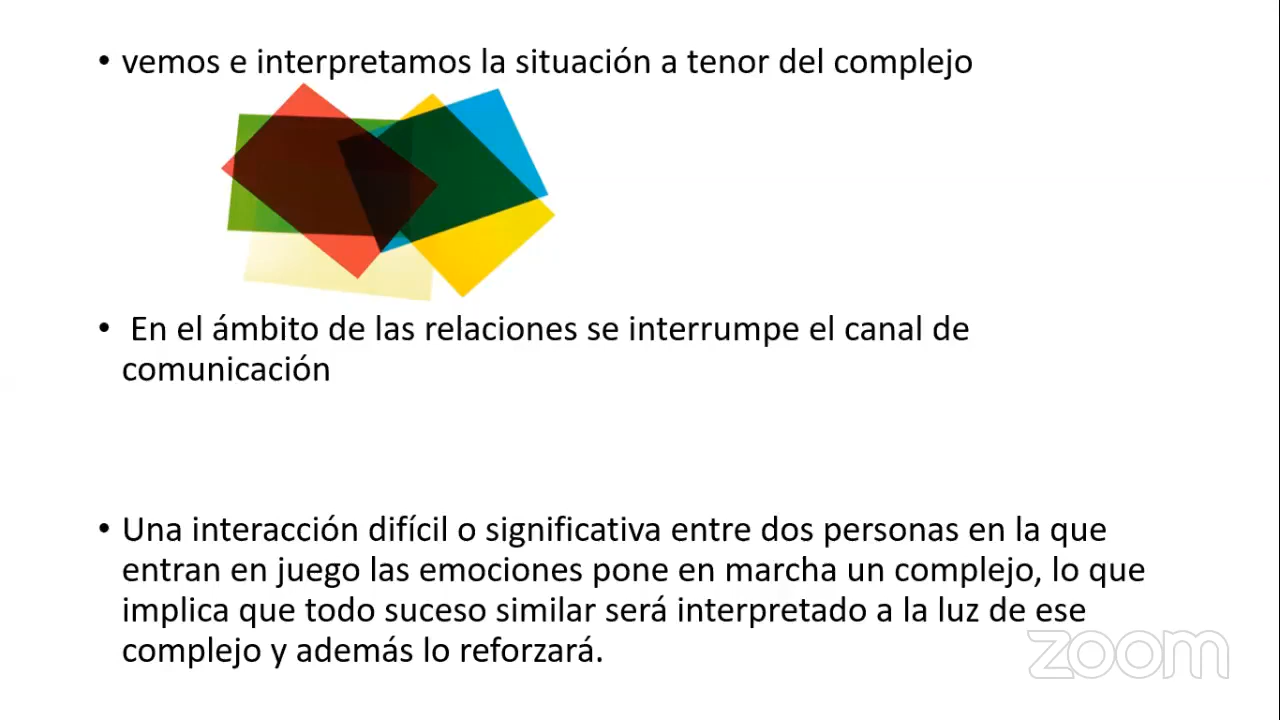 • vemos e interpretamos la situación a tenor del complejo
• En el ámbito de las relaciones se interrumpe el canal de
comunicación
• Una interacción difícil o significativa entre dos personas en la que
entran en juego las emociones pone en marcha un complejo, lo que
implica que todo suceso similar será interpretado a la luz de ese
complejo y además lo reforzará.
zoom